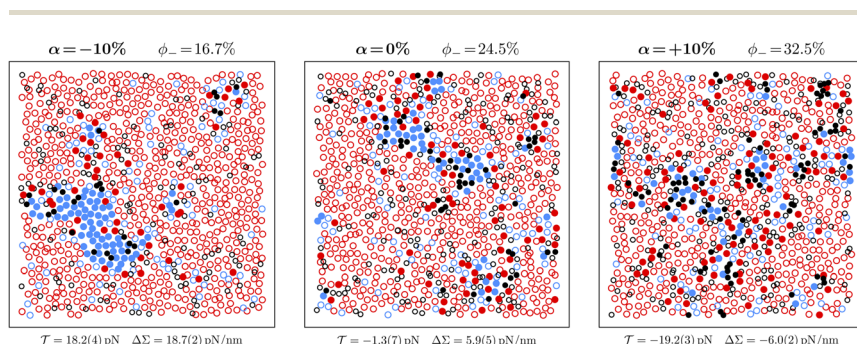 α=−10% ϕ₋=16.7% α=0% ϕ₋=24.5% α=+10% ϕ₋=32.5%
𝒯=18.2(4) pN ΔΣ=18.7(2) pN/nm 𝒯=−1.3(7) pN ΔΣ=5.9(5) pN/nm 𝒯=−19.2(3) pN ΔΣ=−6.0(2) pN/nm